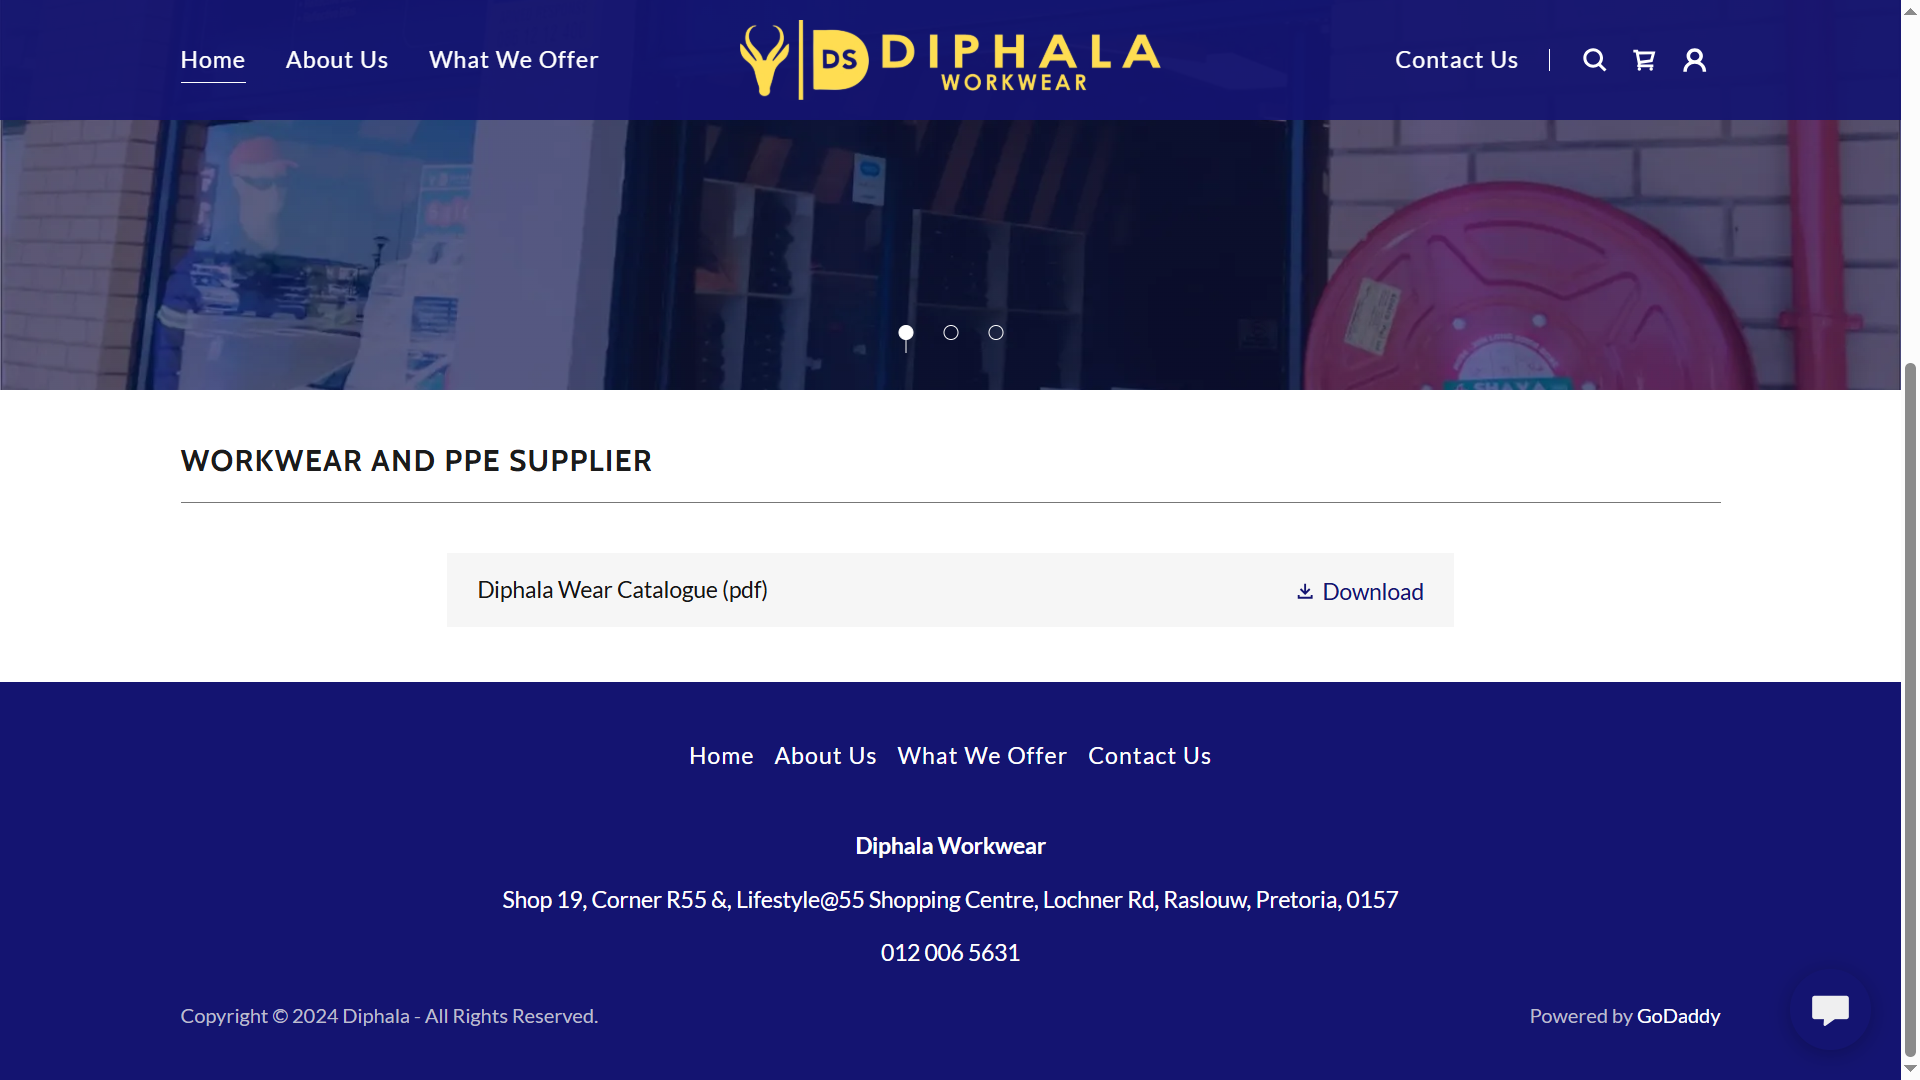 Home
About Us
What We Offer
DS
DIPHALA
WORKWEAR
Contact Us
WORKWEAR AND PPE SUPPLIER
Diphala Wear Catalogue (pdf)
Download
Home
About Us
What We Offer
Contact Us
Diphala Workwear
Shop 19, Corner R55 &, Lifestyle@55 Shopping Centre, Lochner Rd, Raslouw, Pretoria, 0157
012 006 5631
Copyright © 2024 Diphala - All Rights Reserved.
Powered by GoDaddy